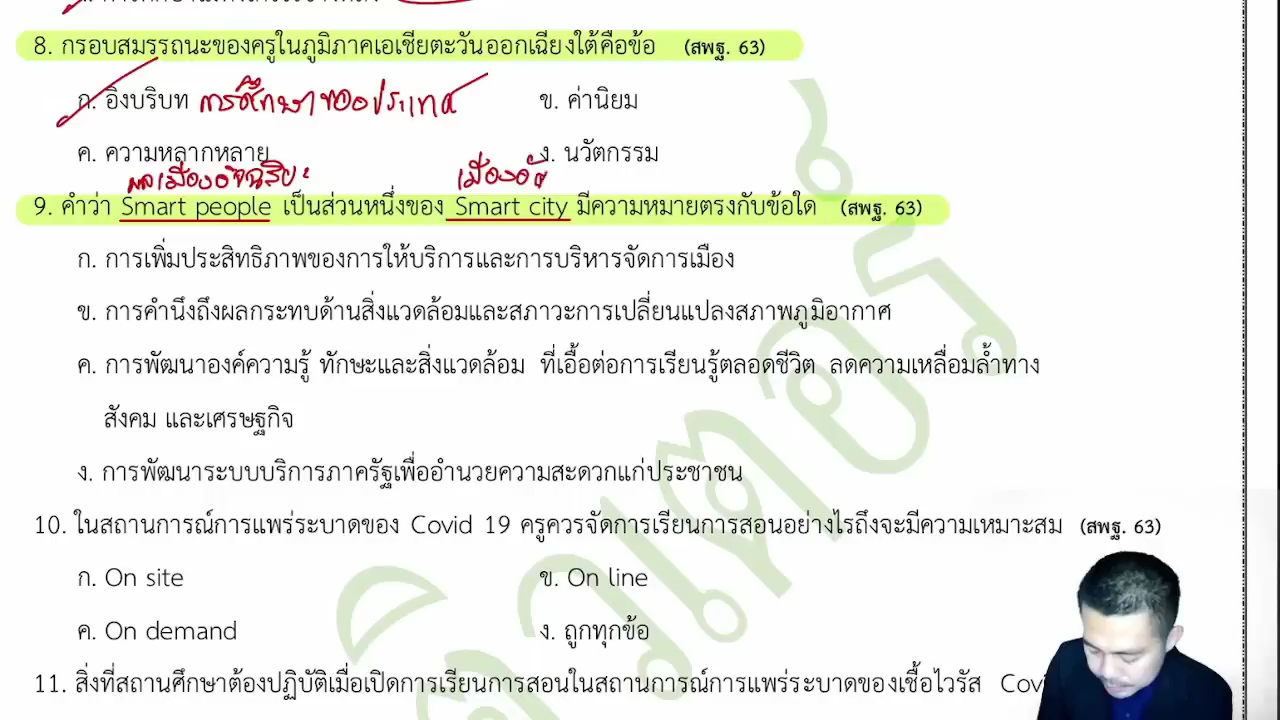 8. กรอบสมรรถนะของครูในภูมิภาคเอเชียตะวันออกเฉียงใต้คือข้อ (สพฐ. 63)
ก. อิงบริบท การศึกษาของประเทศ ข. ค่านิยม
ค. ความหลากหลาย ง. นวัตกรรม
พลเมืองอัจฉริยะ เมืองอัจ
9. คำว่า Smart people เป็นส่วนหนึ่งของ Smart city มีความหมายตรงกับข้อใด (สพฐ. 63)
ก. การเพิ่มประสิทธิภาพของการให้บริการและการบริหารจัดการเมือง
ข. การคำนึงถึงผลกระทบด้านสิ่งแวดล้อมและสภาวะการเปลี่ยนแปลงสภาพภูมิอากาศ
ค. การพัฒนาองค์ความรู้ ทักษะและสิ่งแวดล้อม ที่เอื้อต่อการเรียนรู้ตลอดชีวิต ลดความเหลื่อมล้ำทาง
สังคม และเศรษฐกิจ
ง. การพัฒนาระบบบริการภาครัฐเพื่ออำนวยความสะดวกแก่ประชาชน
10. ในสถานการณ์การแพร่ระบาดของ Covid 19 ครูควรจัดการเรียนการสอนอย่างไรถึงจะมีความเหมาะสม (สพฐ. 63)
ก. On site ข. On line
ค. On demand ง. ถูกทุกข้อ
11. สิ่งที่สถานศึกษาต้องปฏิบัติเมื่อเปิดการเรียนการสอนในสถานการณ์การแพร่ระบาดของเชื้อไวรัส